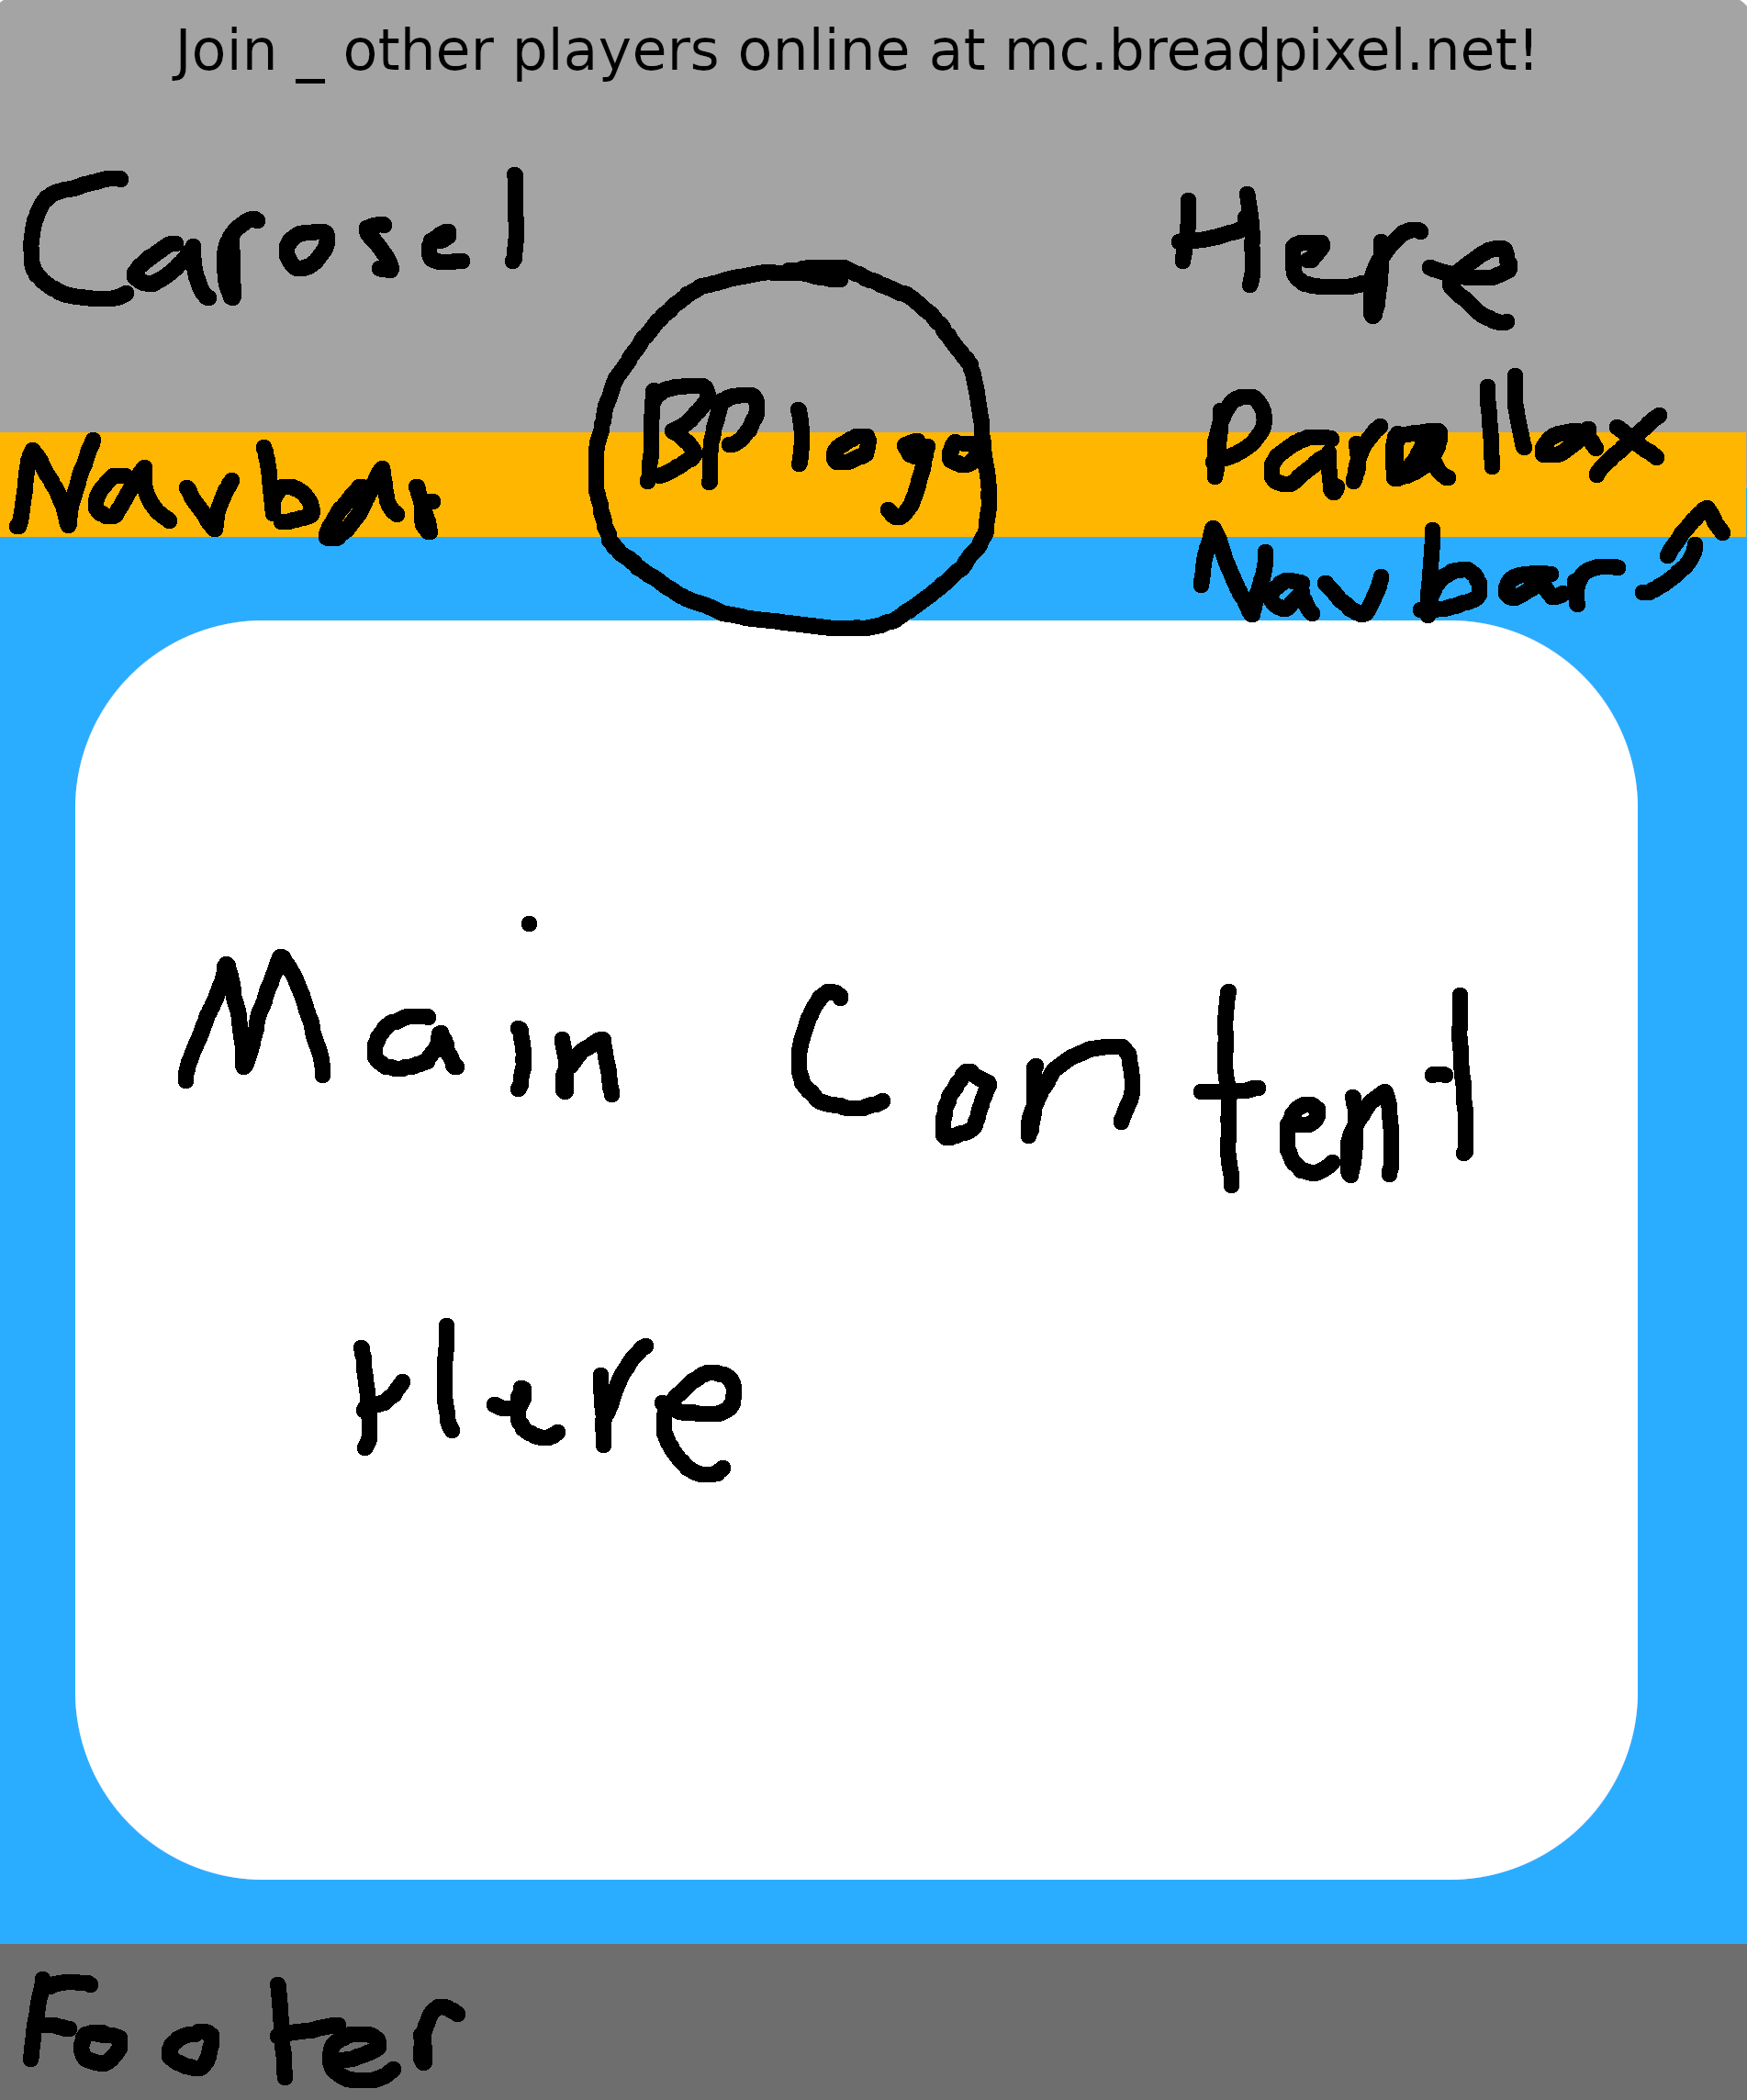 Join _ other players online at mc.breadpixel.net!
Carosel Here
BP logo
Navbar
Parallax
Navbar
Main Content
Here
Footer